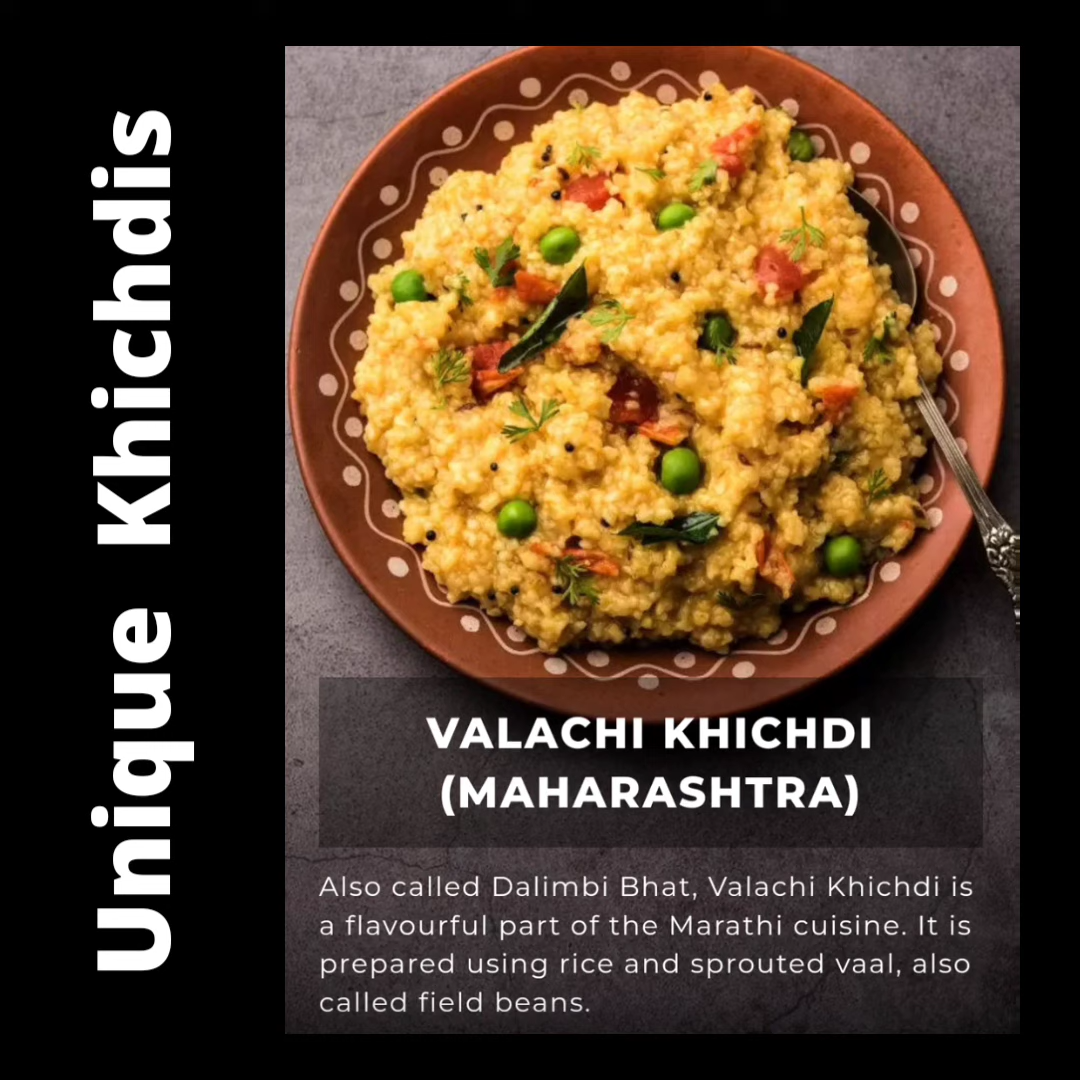 Unique Khichdis
VALACHI KHICHDI
(MAHARASHTRA)
Also called Dalimbi Bhat, Valachi Khichdi is
a flavourful part of the Marathi cuisine. It is
prepared using rice and sprouted vaal, also
called field beans.